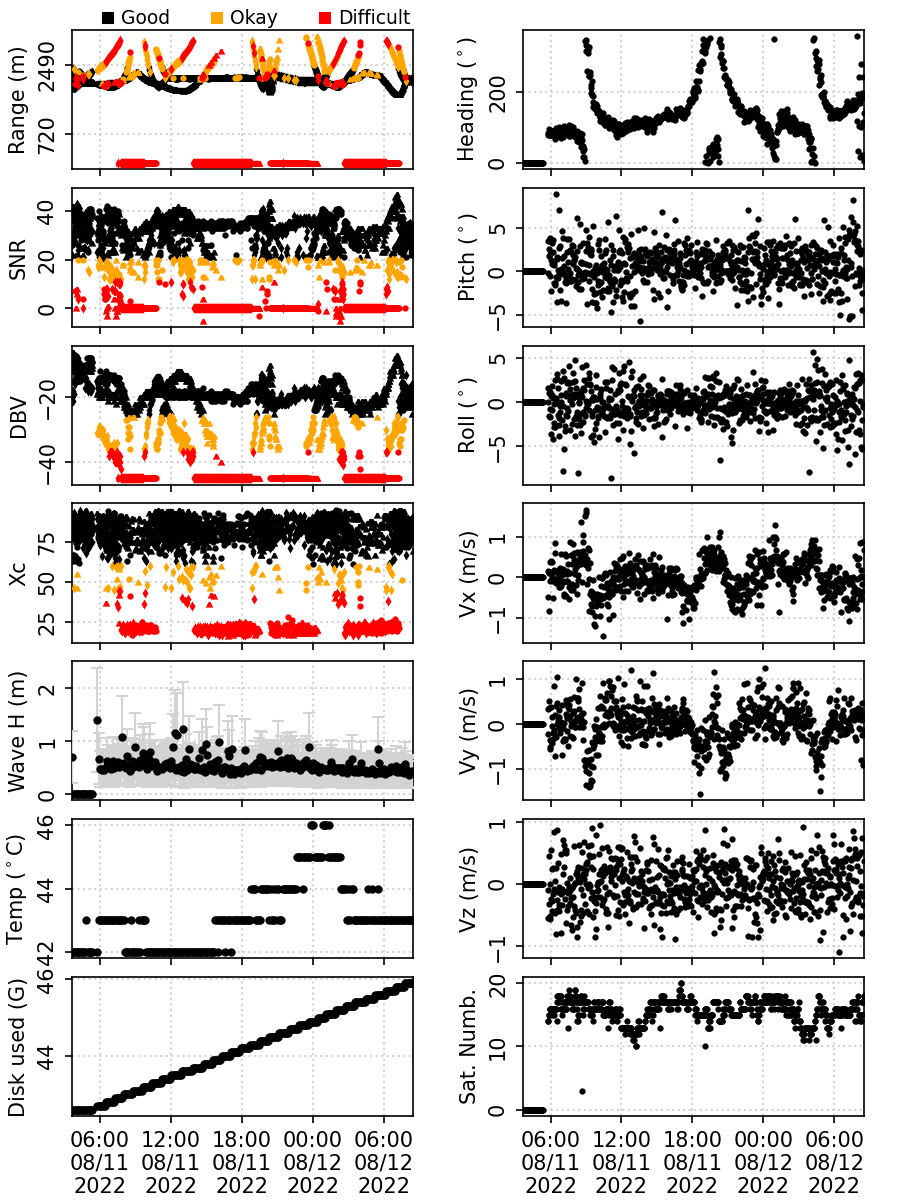 Good Okay Difficult
Range (m)
2490
720
Heading (°)
200
0
SNR
40
20
0
Pitch (°)
5
0
−5
DBV
−20
−40
Roll (°)
5
0
−5
Xc
75
50
25
Vx (m/s)
1
0
−1
Wave H (m)
2
1
0
Vy (m/s)
1
0
−1
Temp (°C)
46
44
42
Vz (m/s)
1
0
−1
Disk used (G)
46
44
Sat. Numb.
20
10
0
06:00 12:00 18:00 00:00 06:00
08/11 08/11 08/11 08/12 08/12
2022 2022 2022 2022 2022
06:00 12:00 18:00 00:00 06:00
08/11 08/11 08/11 08/12 08/12
2022 2022 2022 2022 2022